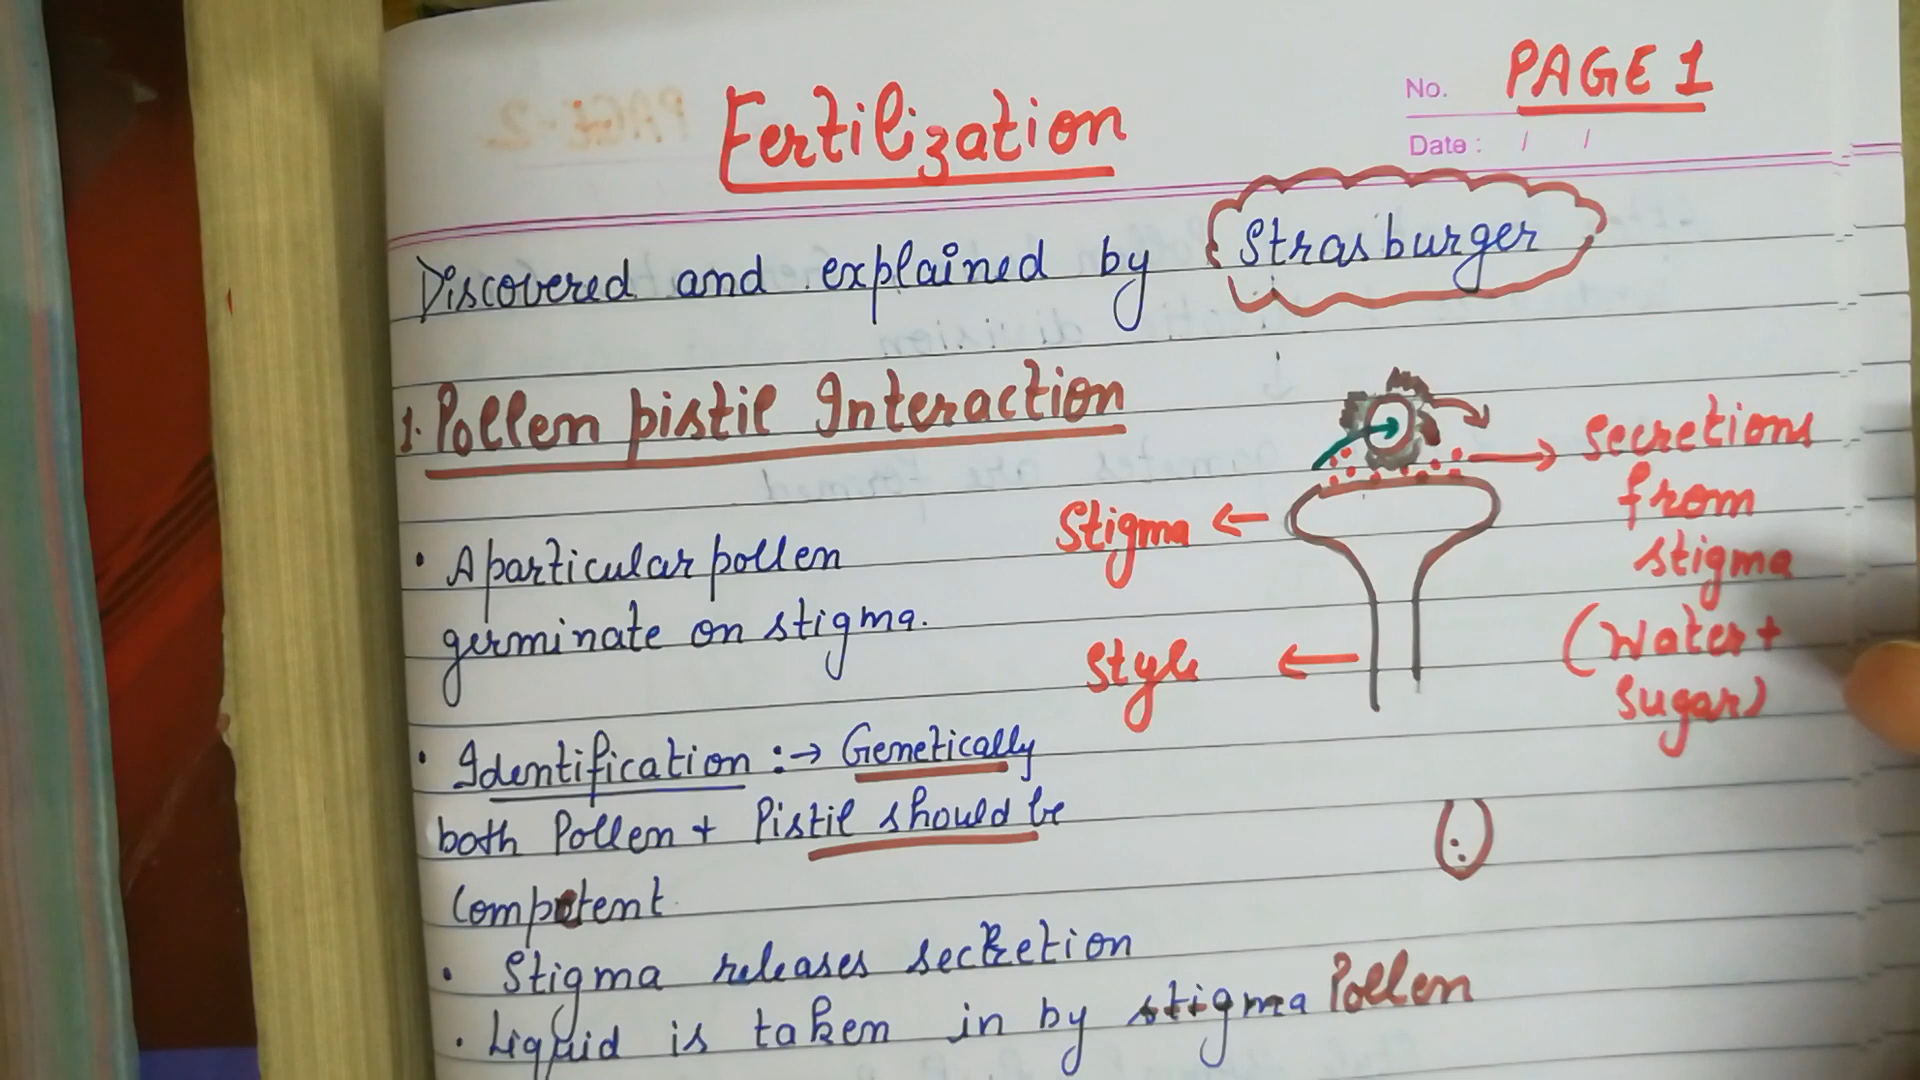 No. PAGE 1
Date : / /
Fertilization
Discovered and explained by Strasburger
1. Pollen pistil Interaction
• A particular pollen
germinate on stigma.
• Identification :→ Genetically
both Pollen + Pistil should be
Competent
• Stigma releases secretion
• Liquid is taken in by stigma Pollen
Stigma ←
Style ←
→ Secretions
from
stigma
(Water +
sugar)